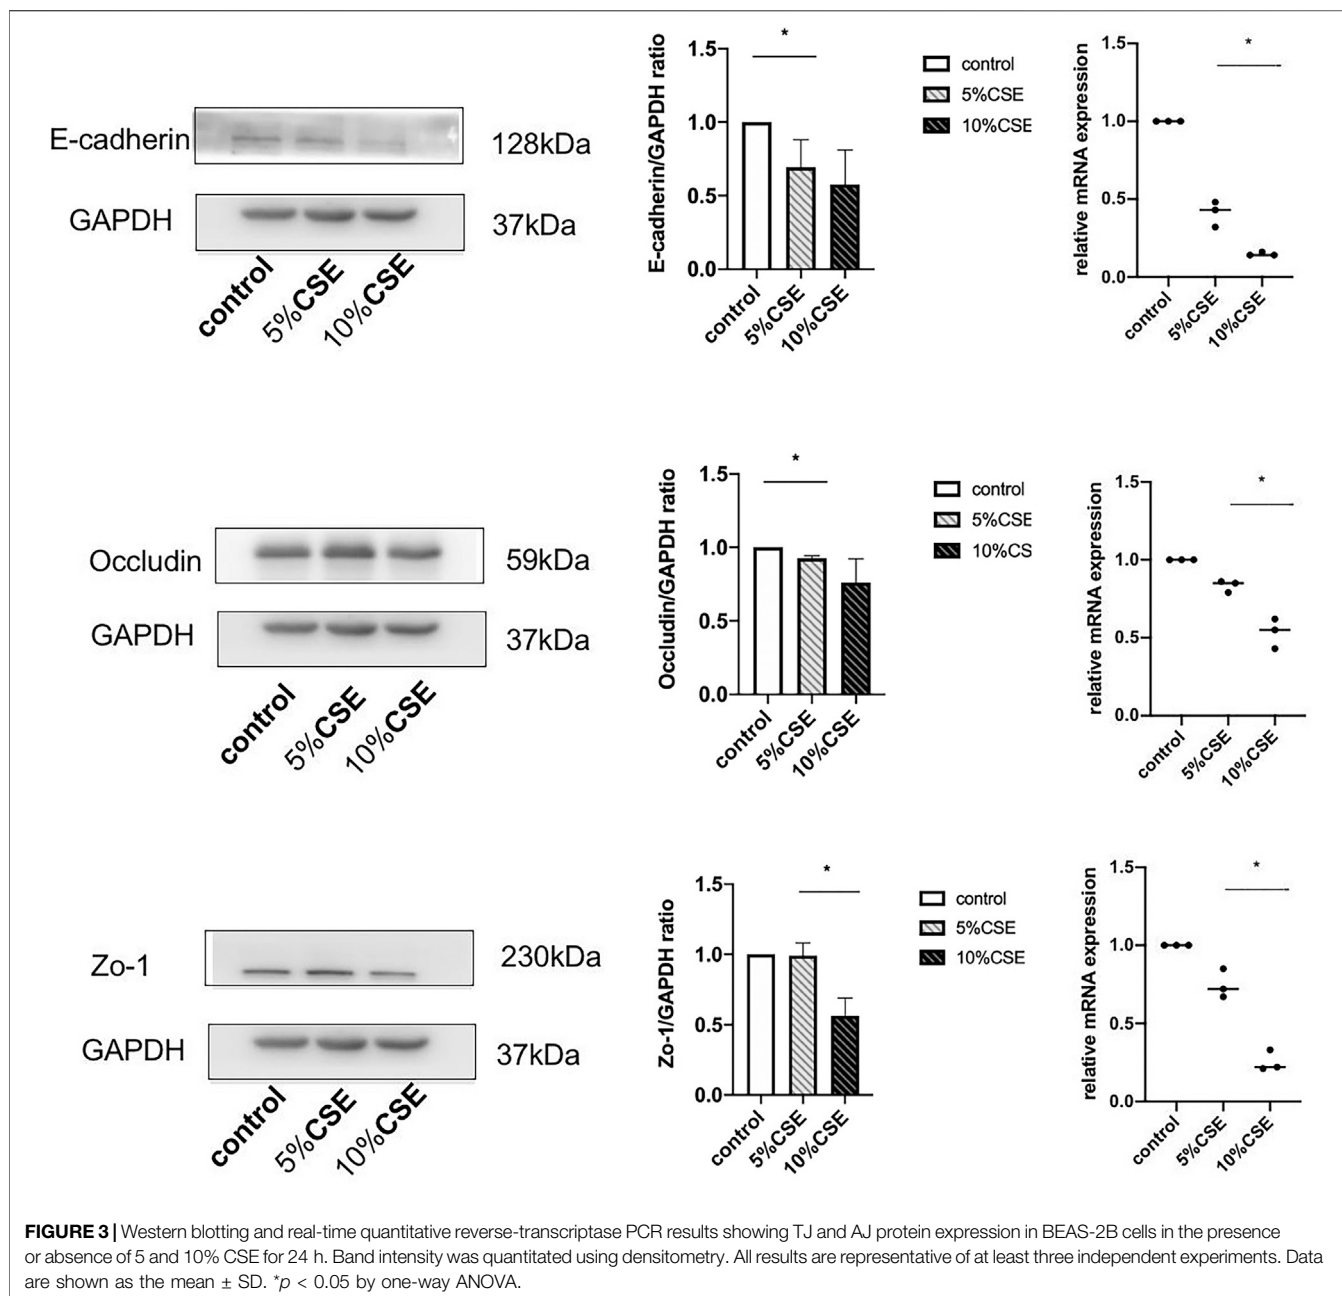 E-cadherin
128kDa
GAPDH
37kDa
control
5%CSE
10%CSE
E-cadherin/GAPDH ratio
*
1.5
1.0
0.5
0.0
control
5%CSE
10%CSE
control
5%CSE
10%CSE
relative mRNA expression
*
1.5
1.0
0.5
0.0
control
5%CSE
10%CSE
Occludin
59kDa
GAPDH
37kDa
control
5%CSE
10%CSE
Occludin/GAPDH ratio
*
1.5
1.0
0.5
0.0
control
5%CSE
10%CSE
control
5%CSE
10%CS
relative mRNA expression
*
1.5
1.0
0.5
0.0
control
5%CSE
10%CSE
Zo-1
230kDa
GAPDH
37kDa
control
5%CSE
10%CSE
Zo-1/GAPDH ratio
*
1.5
1.0
0.5
0.0
control
5%CSE
10%CSE
control
5%CSE
10%CSE
relative mRNA expression
*
1.5
1.0
0.5
0.0
control
5%CSE
10%CSE
FIGURE 3 | Western blotting and real-time quantitative reverse-transcriptase PCR results showing TJ and AJ protein expression in BEAS-2B cells in the presence
or absence of 5 and 10% CSE for 24 h. Band intensity was quantitated using densitometry. All results are representative of at least three independent experiments. Data
are shown as the mean ± SD. *p < 0.05 by one-way ANOVA.